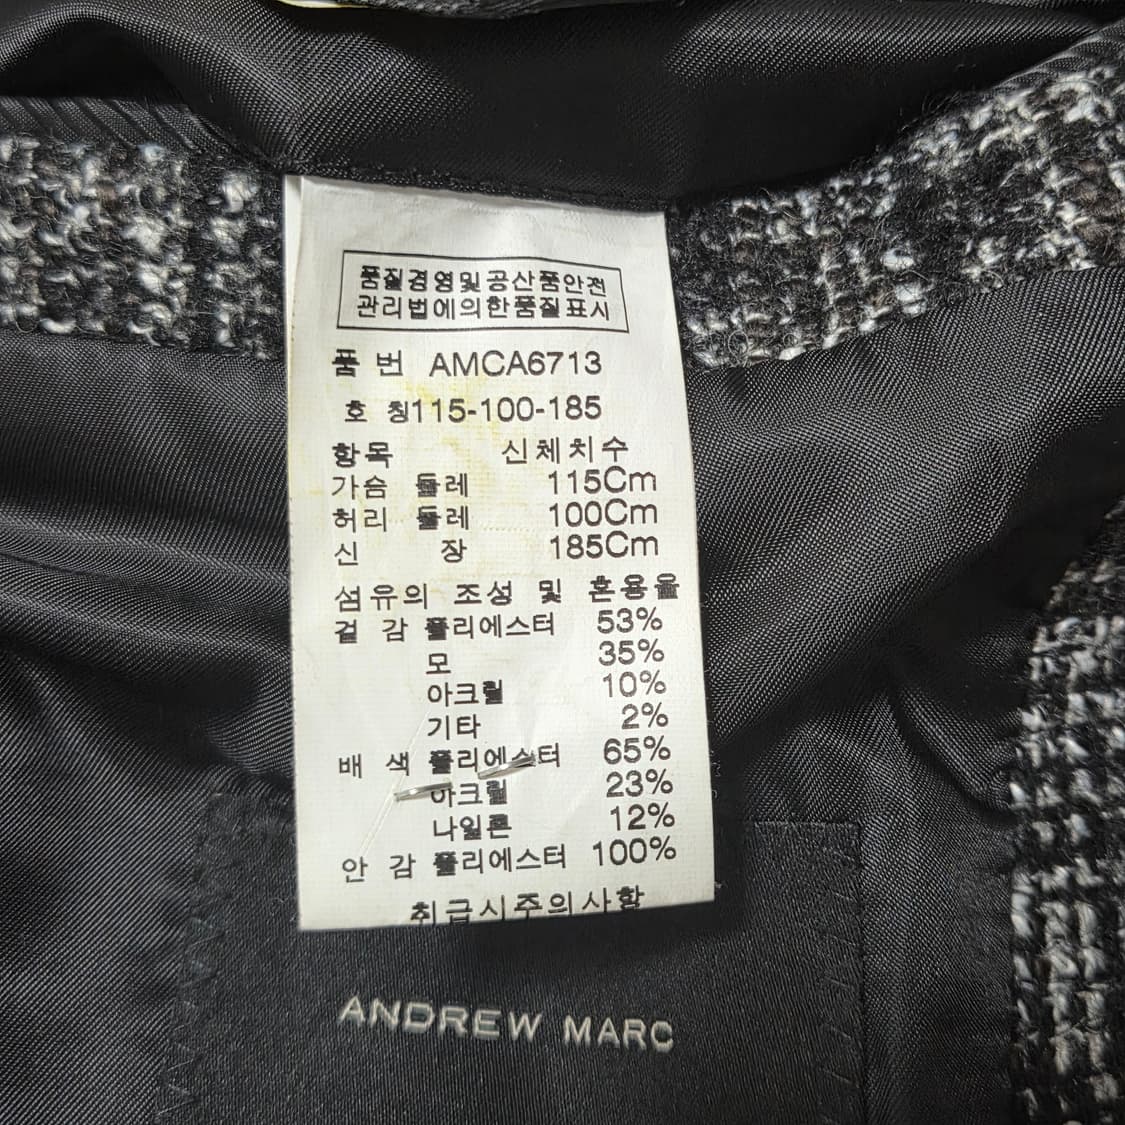 품질경영및공산품안전
관리법에의한품질표시
품 번 AMCA6713
호 칭115-100-185
항목 신체치수
가슴 둘레 115Cm
허리 둘레 100Cm
신 장 185Cm
섬유의 조성 및 혼용율
겉 감 폴리에스터 53%
모 35%
아크릴 10%
기타 2%
배 색 폴리에스터 65%
아크릴 23%
나일론 12%
안 감 폴리에스터 100%
취급시주의사항
ANDREW MARC